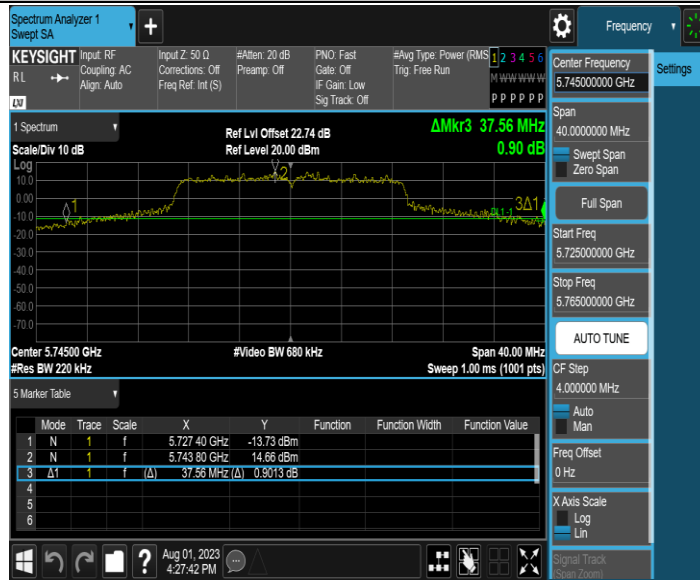 Spectrum Analyzer 1
Swept SA
+
Frequency
KEYSIGHT
Input: RF
Input Z: 50 Ω
#Atten: 20 dB
PNO: Fast
#Avg Type: Power (RMS
1 2 3 4 5 6
RL
Coupling: AC
Corrections: Off
Preamp: Off
Gate: Off
Trig: Free Run
M W W W W W
Align: Auto
Freq Ref: Int (S)
IF Gain: Low
Sig Track: Off
P P P P P P
LXI
Center Frequency
5.745000000 GHz
Settings
Span
40.0000000 MHz
Swept Span
Zero Span
Full Span
Start Freq
5.725000000 GHz
Stop Freq
5.765000000 GHz
AUTO TUNE
CF Step
4.000000 MHz
Auto
Man
Freq Offset
0 Hz
X Axis Scale
Log
Lin
Signal Track
(Span Zoom)
1 Spectrum
Scale/Div 10 dB
Ref Lvl Offset 22.74 dB
Ref Level 20.00 dBm
ΔMkr3 37.56 MHz
0.90 dB
Log
10.0
0.00
-10.0
-20.0
-30.0
-40.0
-50.0
-60.0
-70.0
1
2
3Δ1
Center 5.74500 GHz
#Video BW 680 kHz
Span 40.00 MHz
#Res BW 220 kHz
Sweep 1.00 ms (1001 pts)
5 Marker Table
Mode Trace Scale X Y Function Function Width Function Value
1 N 1 f 5.727 40 GHz -13.73 dBm
2 N 1 f 5.743 80 GHz 14.66 dBm
3 Δ1 1 f (Δ) 37.56 MHz (Δ) 0.9013 dB
4
5
6
?
Aug 01, 2023
4:27:42 PM